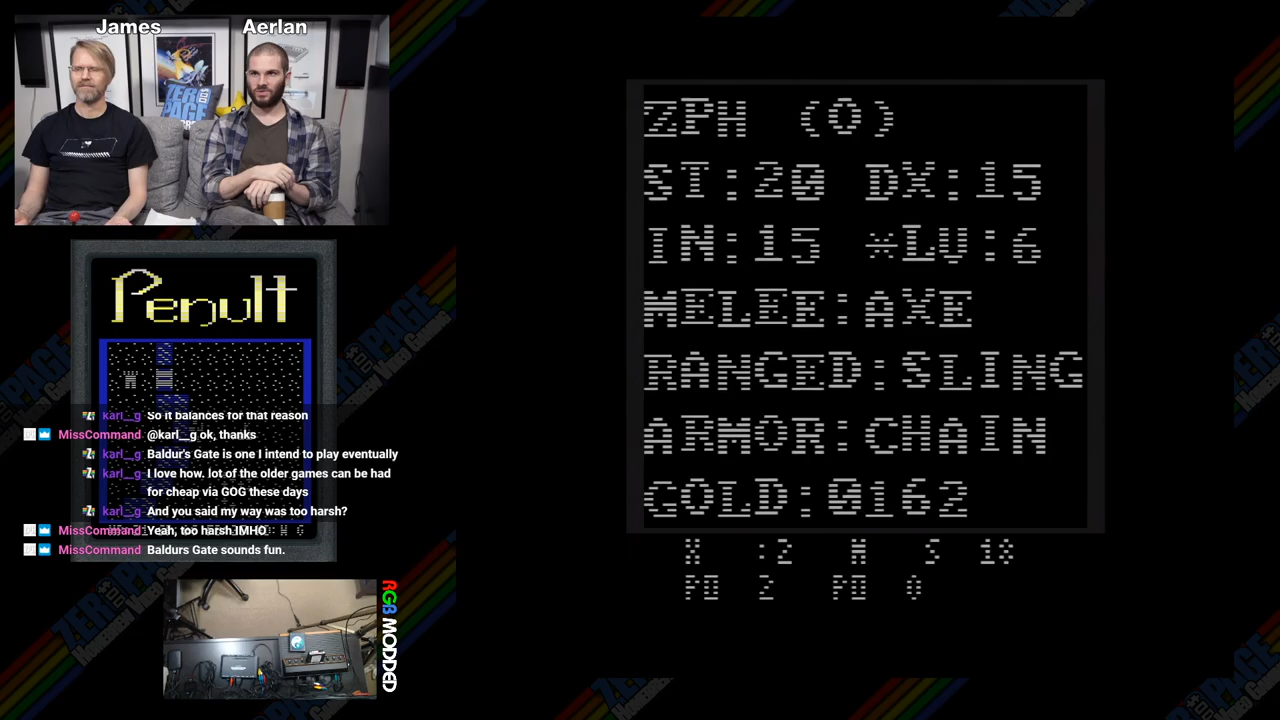 James
Aerlan
ZERO
PAGE
Penult
karl__g So it balances for that reason
MissCommand @karl__g ok, thanks
karl__g Baldur's Gate is one I intend to play eventually
karl__g I love how. lot of the older games can be had
for cheap via GOG these days
karl__g And you said my way was too harsh?
MissCommand Yeah, too harsh IMHO
MissCommand Baldurs Gate sounds fun.
RGB MODDED
ZPH (O)
ST:20 DX:15
IN:15 *LV:6
MELEE:AXE
RANGED:SLING
ARMOR:CHAIN
GOLD:0162